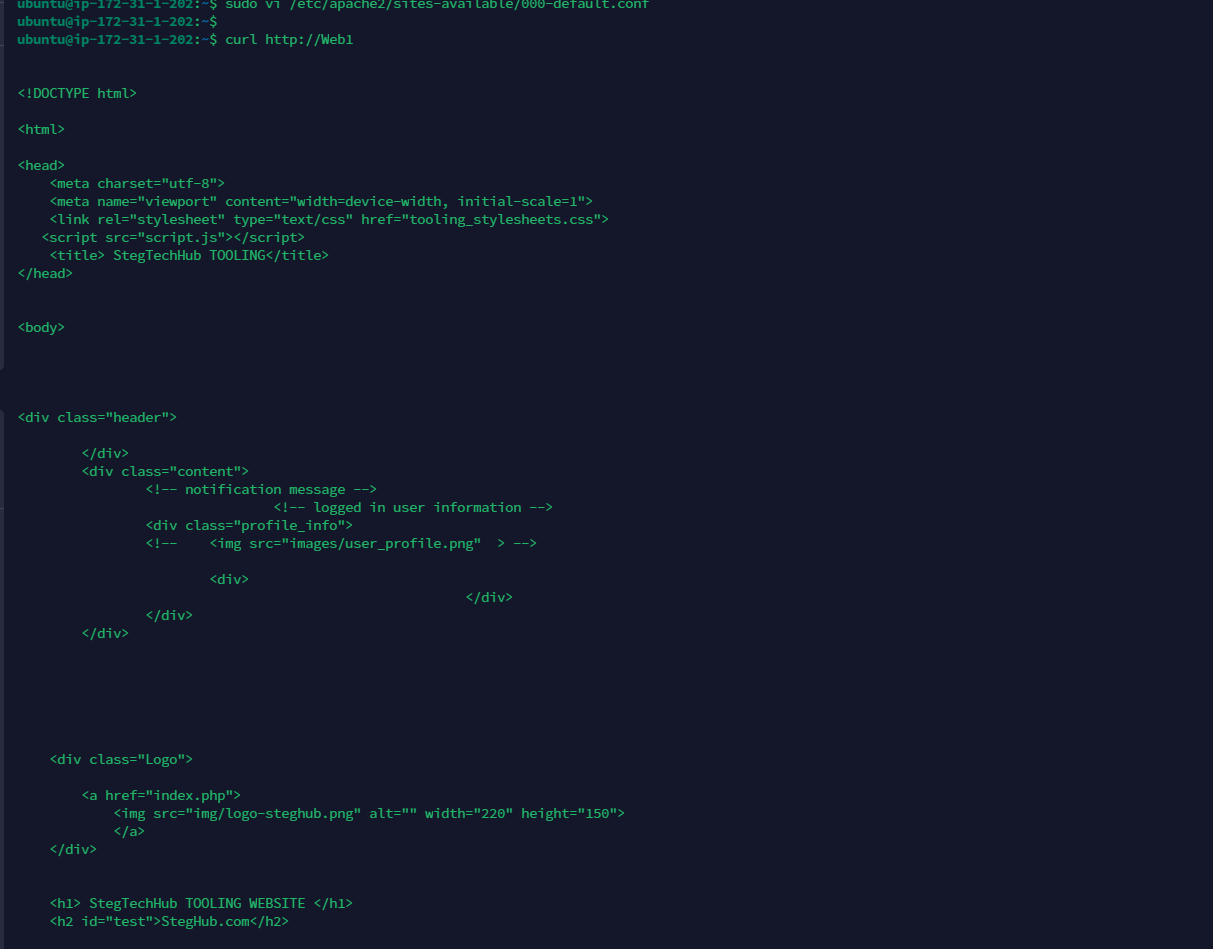 ubuntu@ip-172-31-1-202:~$ sudo vi /etc/apache2/sites-available/000-default.conf
ubuntu@ip-172-31-1-202:~$
ubuntu@ip-172-31-1-202:~$ curl http://Web1
<!DOCTYPE html>
<html>
<head>
    <meta charset="utf-8">
    <meta name="viewport" content="width=device-width, initial-scale=1">
    <link rel="stylesheet" type="text/css" href="tooling_stylesheets.css">
   <script src="script.js"></script>
    <title> StegTechHub TOOLING</title>
</head>
<body>
<div class="header">
        </div>
        <div class="content">
                <!-- notification message -->
                                <!-- logged in user information -->
                <div class="profile_info">
                <!--    <img src="images/user_profile.png"  > -->
                        <div>
                                                        </div>
                </div>
        </div>
    <div class="Logo">
        <a href="index.php">
            <img src="img/logo-steghub.png" alt="" width="220" height="150">
            </a>
    </div>
    <h1> StegTechHub TOOLING WEBSITE </h1>
    <h2 id="test">StegHub.com</h2>